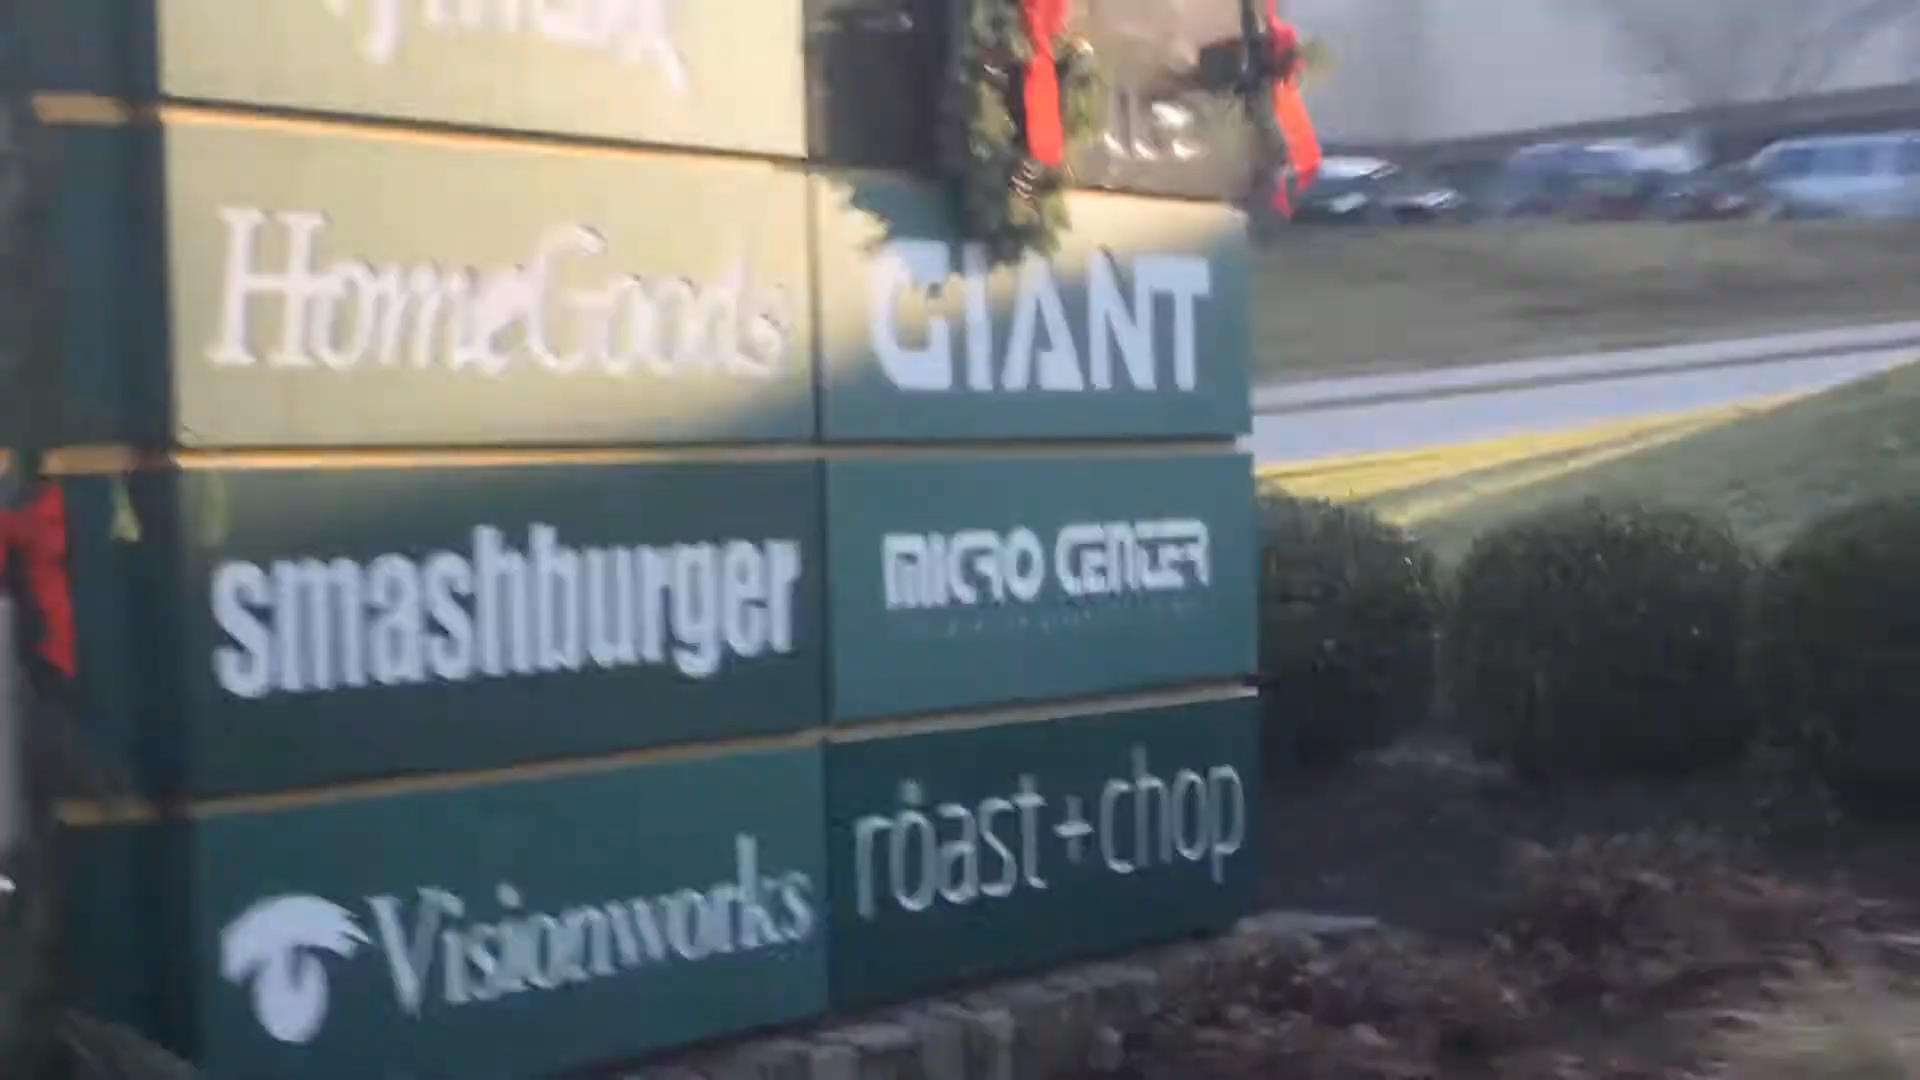 HomeGoods
GIANT
smashburger
MICRO CENTER
Visionworks
roast + chop